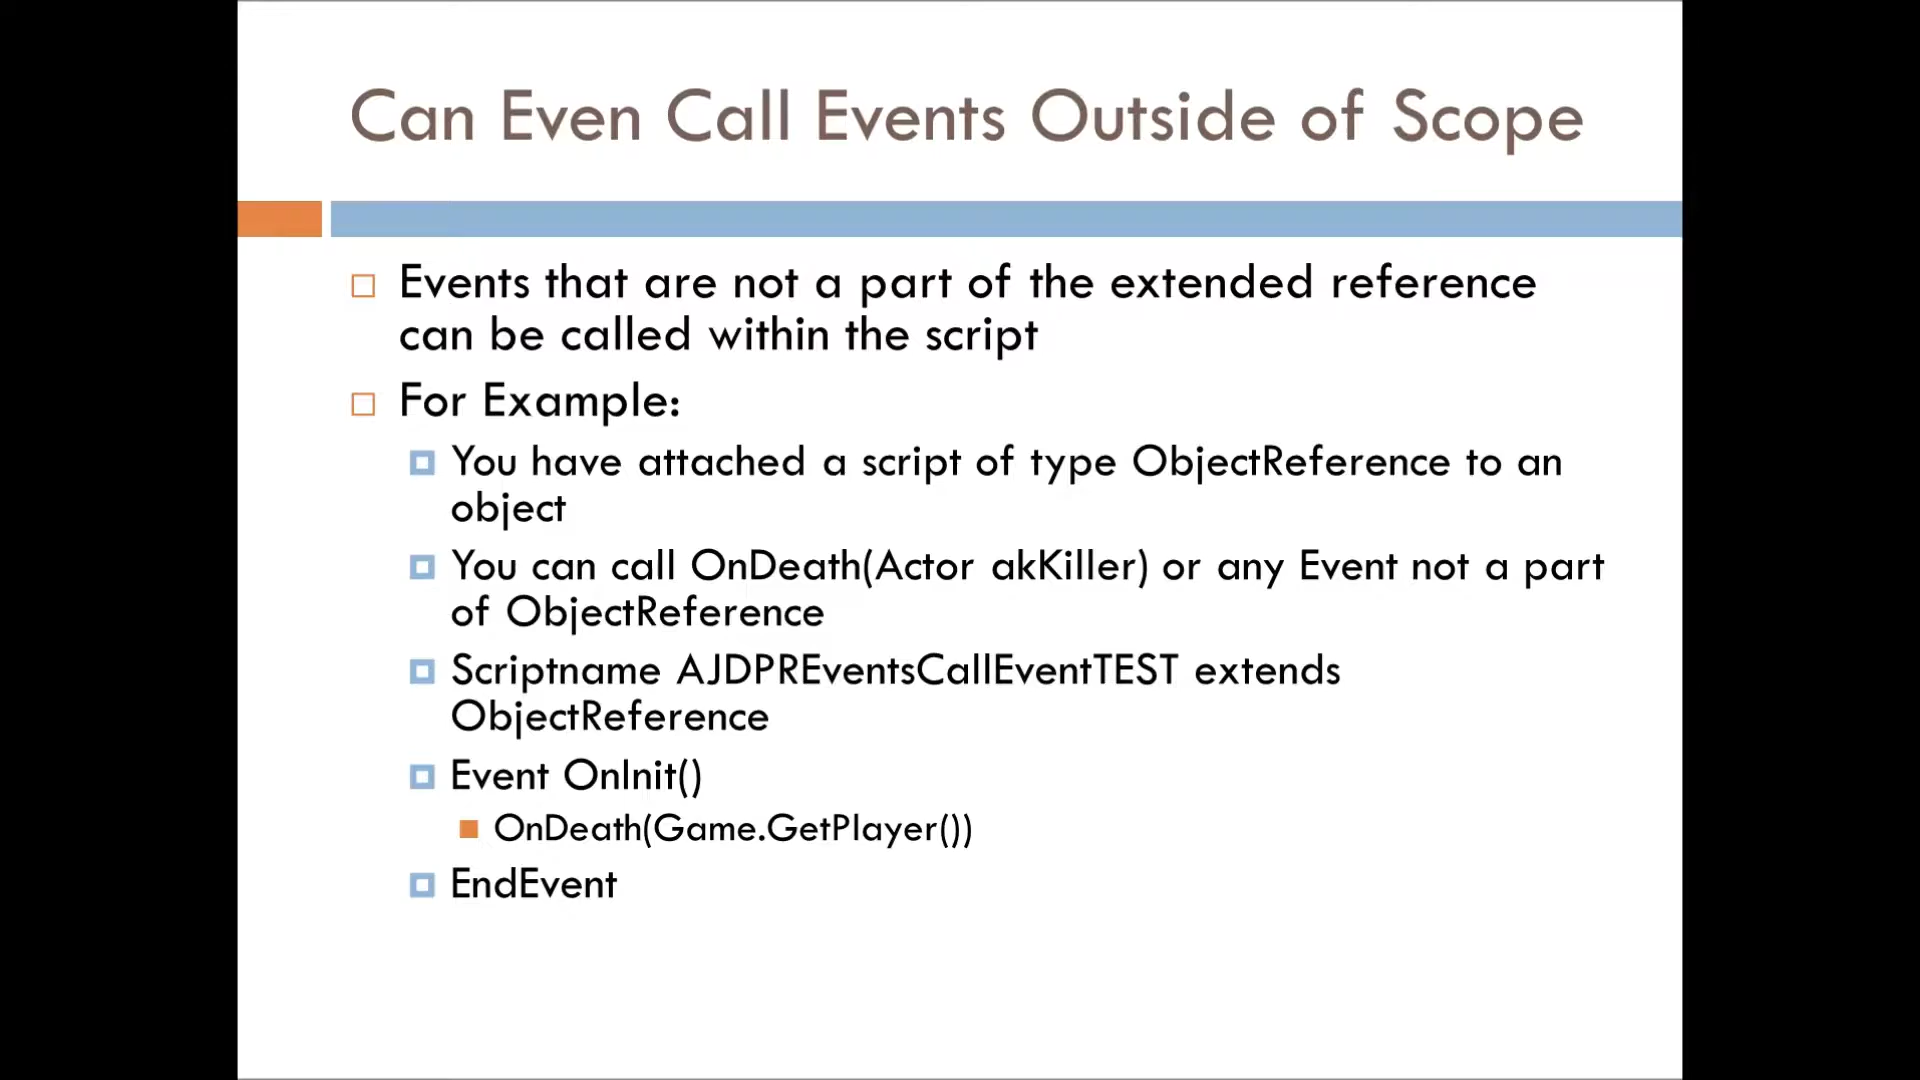 Can Even Call Events Outside of Scope
Events that are not a part of the extended reference
can be called within the script
For Example:
You have attached a script of type ObjectReference to an
object
You can call OnDeath(Actor akKiller) or any Event not a part
of ObjectReference
Scriptname AJDPREventsCallEventTEST extends
ObjectReference
Event OnInit()
OnDeath(Game.GetPlayer())
EndEvent